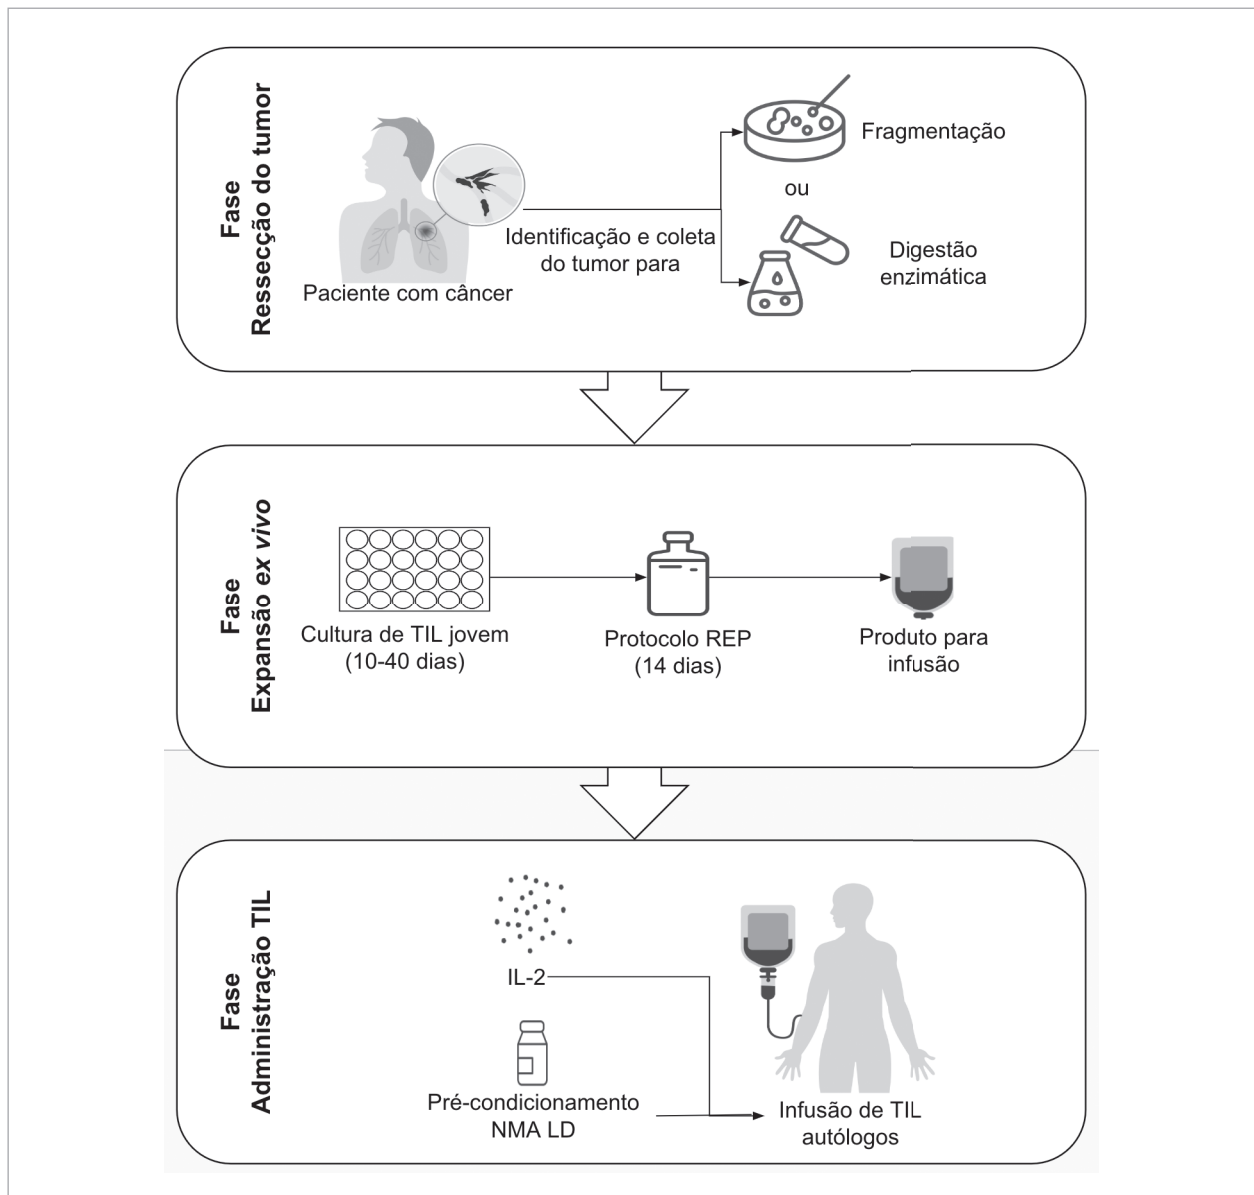 Fase
Ressecção do tumor
Paciente com câncer
Identificação e coleta
do tumor para
Fragmentação
ou
Digestão
enzimática
Fase
Expansão ex vivo
Cultura de TIL jovem
(10-40 dias)
Protocolo REP
(14 dias)
Produto para
infusão
Fase
Administração TIL
IL-2
Pré-condicionamento
NMA LD
Infusão de TIL
autólogos